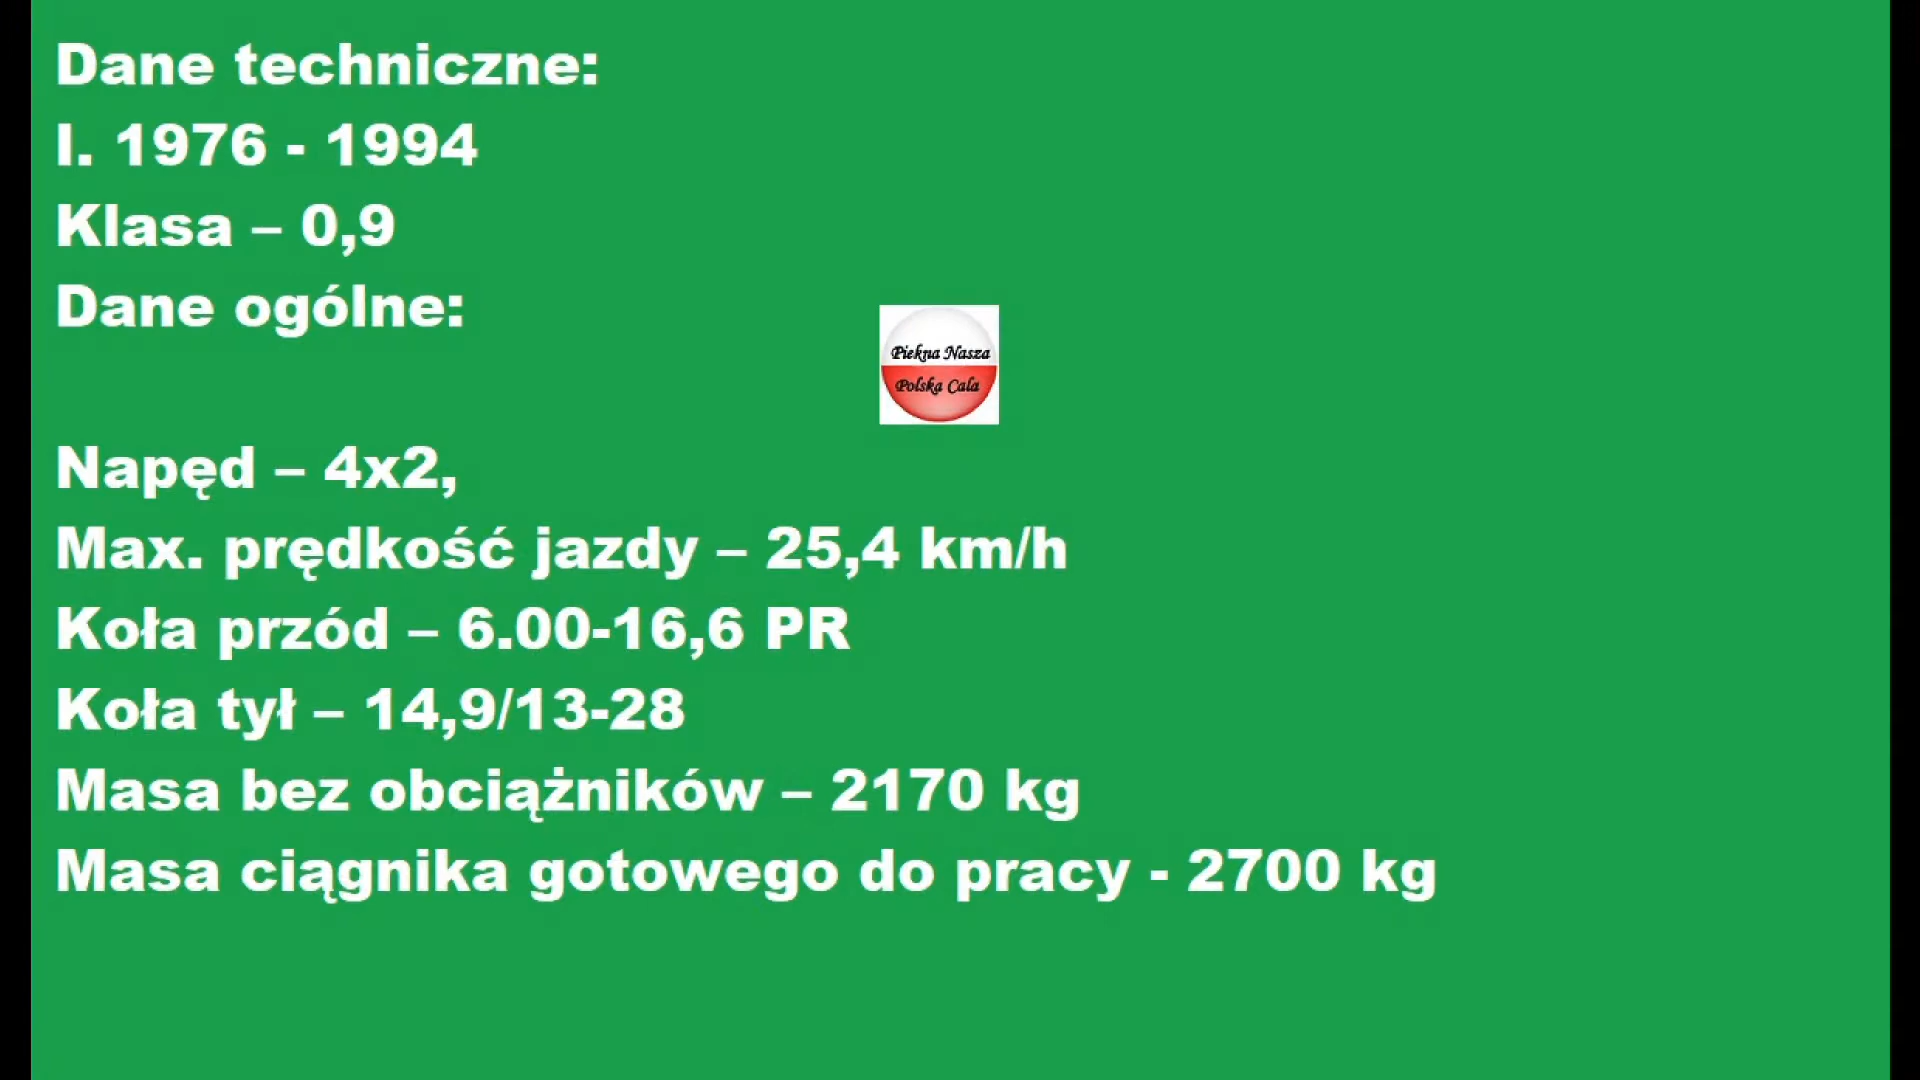 Dane techniczne:
I. 1976 - 1994
Klasa – 0,9
Dane ogólne:
Piekna Nasza
Polska Cala
Napęd – 4x2,
Max. prędkość jazdy – 25,4 km/h
Koła przód – 6.00-16,6 PR
Koła tył – 14,9/13-28
Masa bez obciążników – 2170 kg
Masa ciągnika gotowego do pracy - 2700 kg